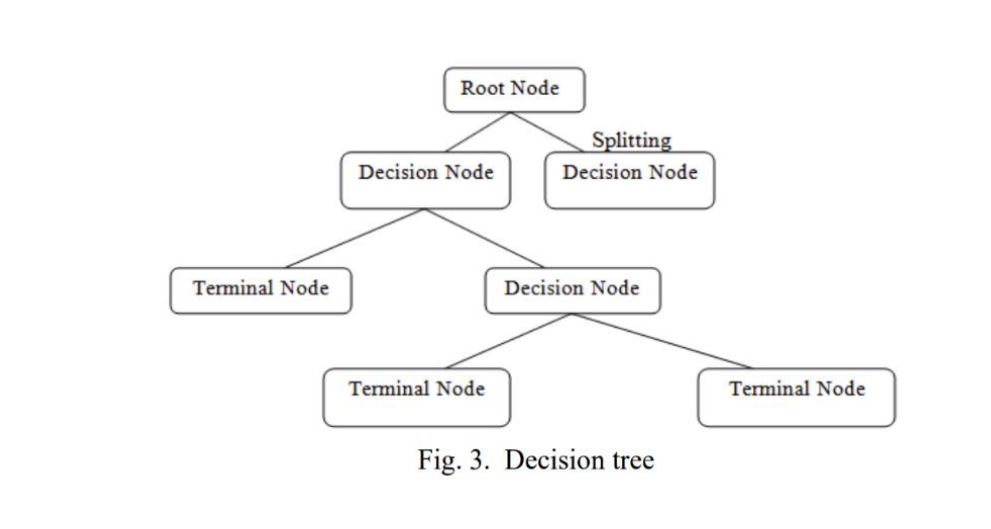 Root Node
Splitting
Decision Node
Decision Node
Terminal Node
Decision Node
Terminal Node
Terminal Node
Fig. 3. Decision tree